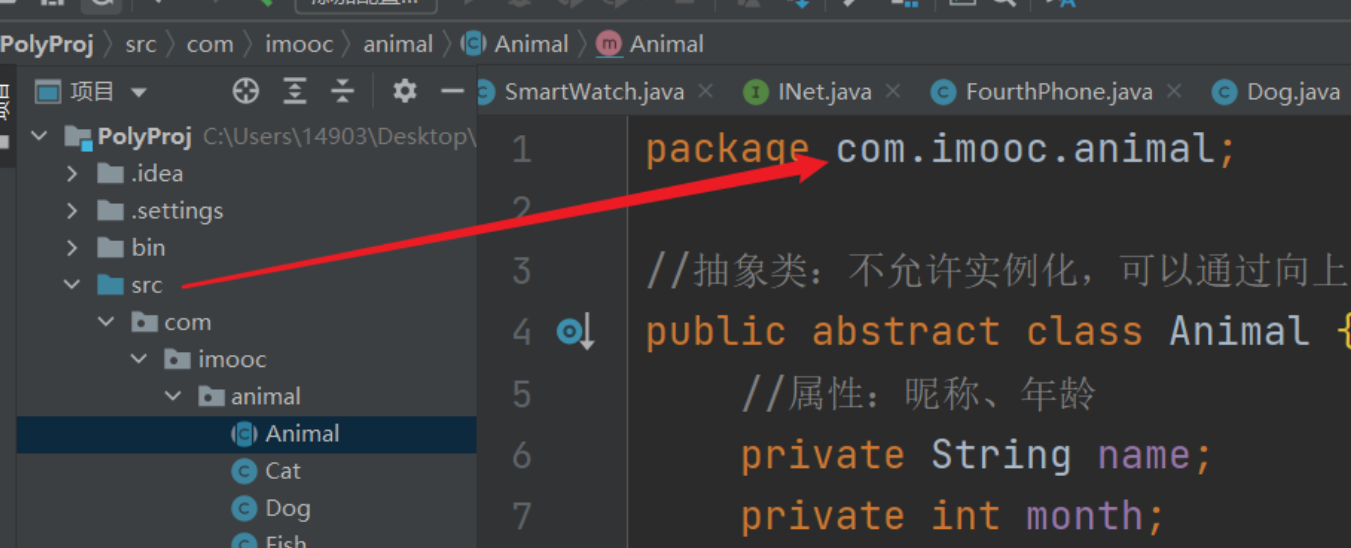 PolyProj src com imooc animal Animal Animal
项目
SmartWatch.java INet.java FourthPhone.java Dog.java
PolyProj C:\Users\14903\Desktop\
.idea
.settings
bin
src
com
imooc
animal
Animal
Cat
Dog
Fish
1 package com.imooc.animal;
2
3 //抽象类：不允许实例化，可以通过向上
4 public abstract class Animal {
5 //属性：昵称、年龄
6 private String name;
7 private int month;